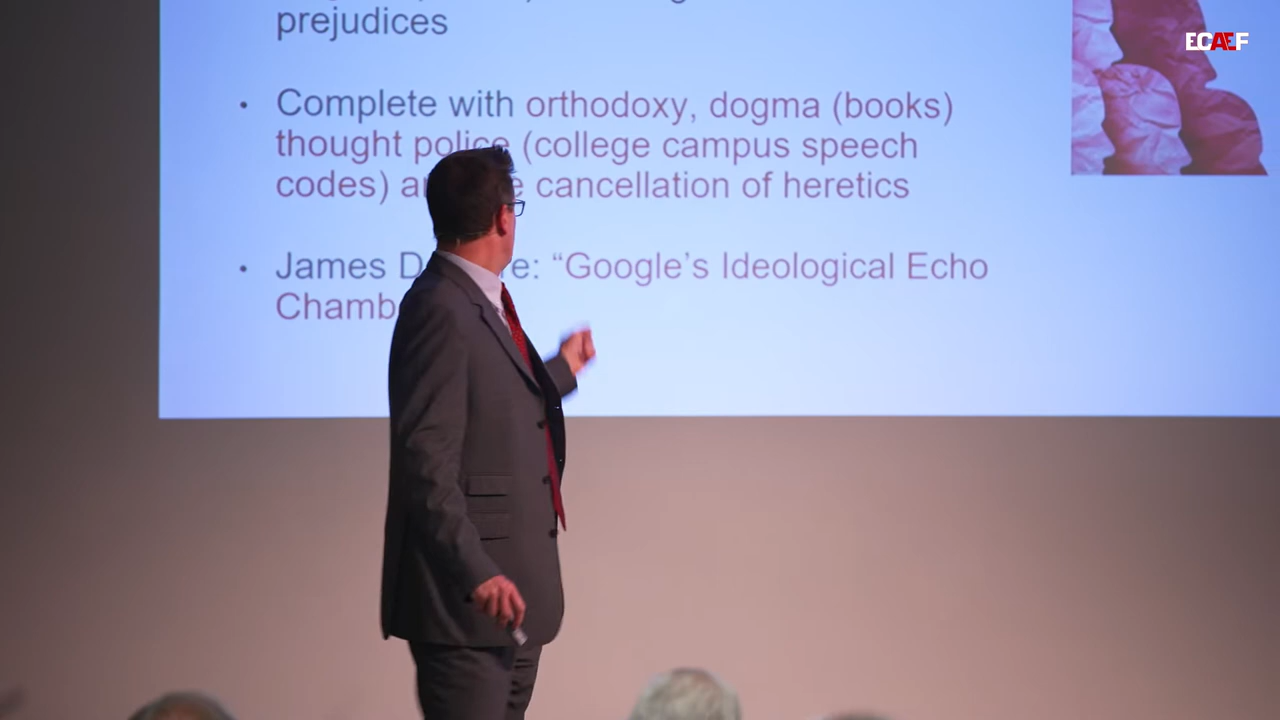 ECAEF
prejudices
• Complete with orthodoxy, dogma (books)
thought police (college campus speech
codes) cancellation of heretics
• James : “Google’s Ideological Echo